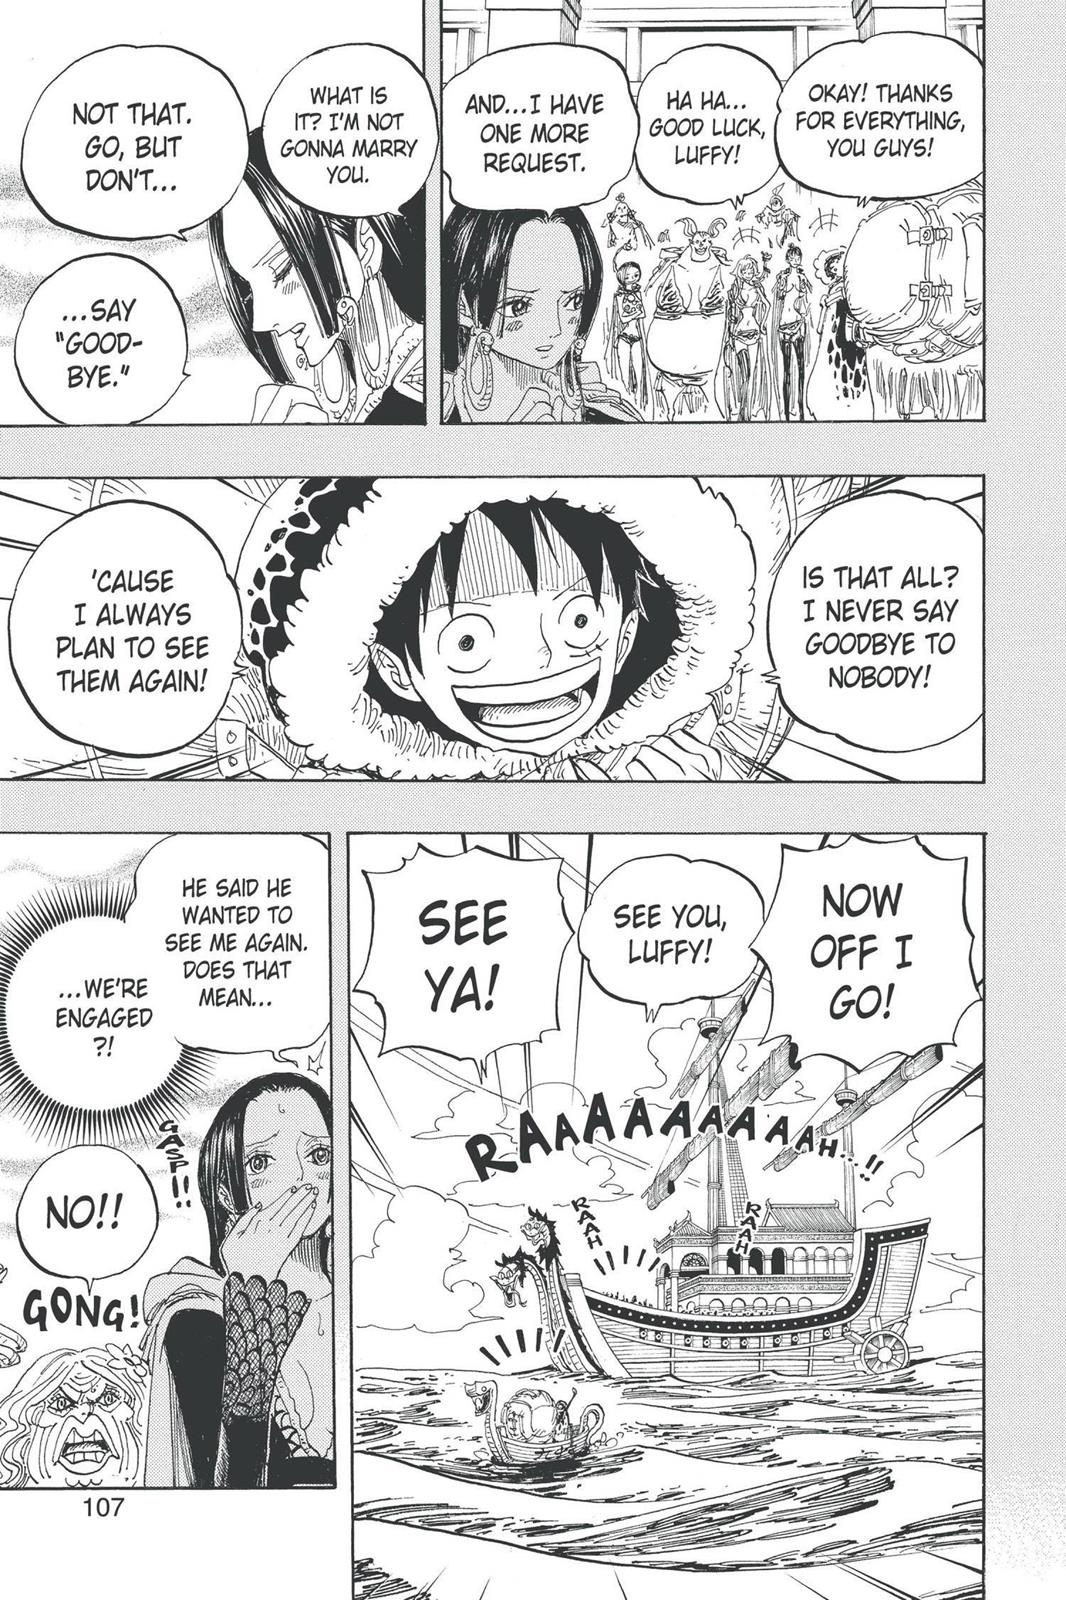 OKAY! THANKS
FOR EVERYTHING,
YOU GUYS!
HA HA...
GOOD LUCK,
LUFFY!
AND...I HAVE
ONE MORE
REQUEST.
WHAT IS
IT? I'M NOT
GONNA MARRY
YOU.
NOT THAT.
GO, BUT
DON'T...
...SAY
"GOOD-
BYE."
IS THAT ALL?
I NEVER SAY
GOODBYE TO
NOBODY!
'CAUSE
I ALWAYS
PLAN TO SEE
THEM AGAIN!
NOW
OFF I
GO!
SEE YOU,
LUFFY!
SEE
YA!
RAAAAAAAAAAH...!!
RAAH
RAAH
HE SAID HE
WANTED TO
SEE ME AGAIN.
DOES THAT
MEAN...
...WE'RE
ENGAGED
?!
GASP!!
NO!!
GONG!
107